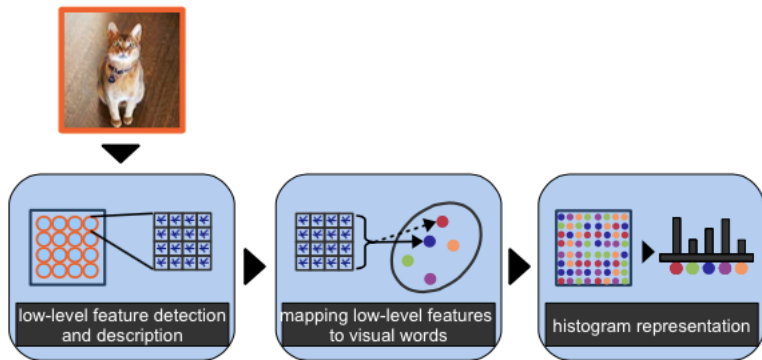 low-level feature detection
and description
mapping low-level features
to visual words
histogram representation